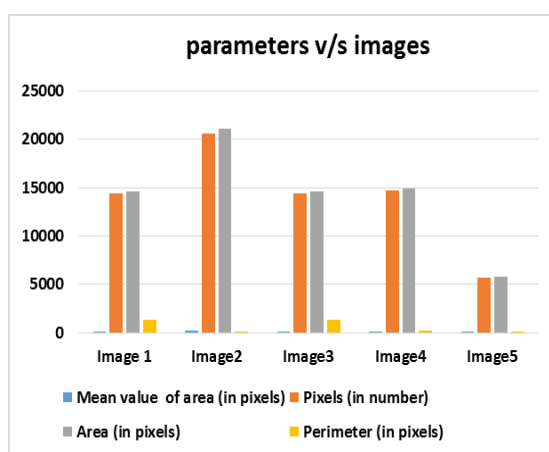 parameters v/s images
25000
20000
15000
10000
5000
0
Image 1 Image2 Image3 Image4 Image5
Mean value of area (in pixels) Pixels (in number)
Area (in pixels) Perimeter (in pixels)